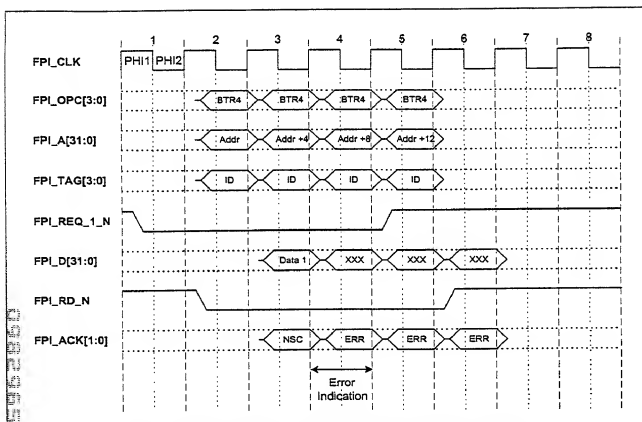 1 2 3 4 5 6 7 8
FPI_CLK PHI1 PHI2
FPI_OPC[3:0] BTR4 BTR4 BTR4 BTR4
FPI_A[31:0] Addr Addr +4 Addr +8 Addr +12
FPI_TAG[3:0] ID ID ID ID
FPI_REQ_1_N
FPI_D[31:0] Data 1 XXX XXX XXX
FPI_RD_N
FPI_ACK[1:0] NSC ERR ERR ERR
Error
Indication